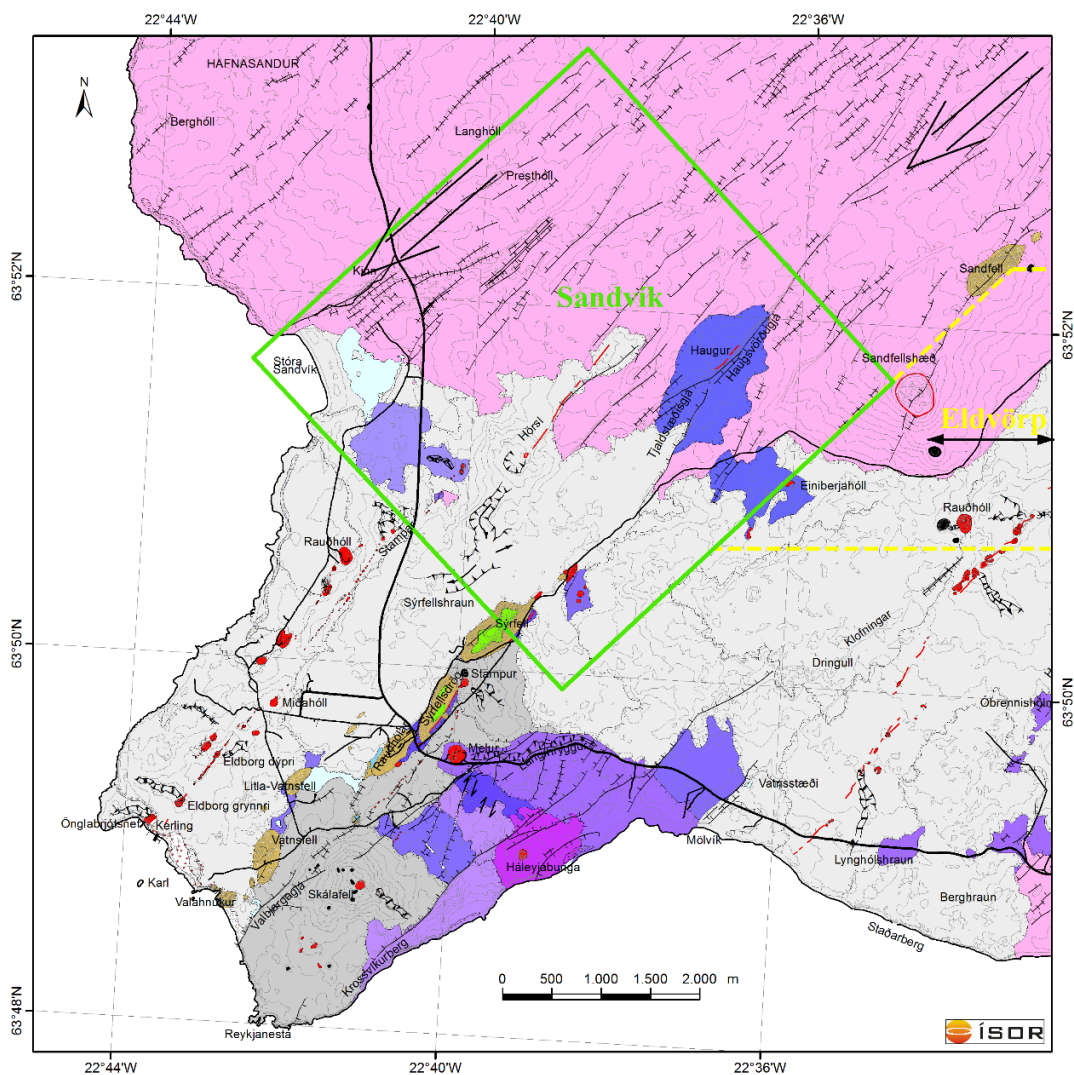 22°44'W
22°40'W
22°36'W
HAFNASANDUR
N
Berghóll
Langhóll
Presthóll
63°52'N
Kinn
Sandfell
Sandvík
63°52'N
Haugur
Haugsvörðugjá
Stóra
Sandvík
Sandfellshæð
Eldvörp
Hörsl
Tjaldstæðisgjá
Einiberjahóll
Rauðhóll
Rauðhóll
Stampar
Sýrfellshraun
Klofningar
63°50'N
Sýrfell
Dringull
Stampur
Sýrfellsdrög
63°50'N
Miðahóll
Rauðhólar
Eldborg dýpri
Melur
Langihryggur
Litla-Vatnsfell
Vatnsstæði
Eldborg grynnri
Önglabrjótsnef
Kerling
Vatnsfell
Mölvík
Lynghólshraun
Háleyjabunga
Karl
Skálafell
Berghraun
Valahnúkur
Valbjargagjá
Staðarberg
Krossvíkurberg
0 500 1.000 1.500 2.000 m
63°48'N
Reykjanestá
ÍSOR
22°44'W
22°40'W
22°36'W